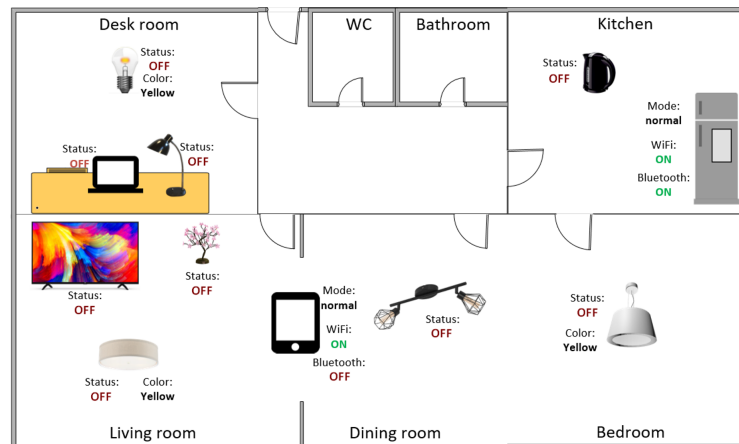 Desk room
WC
Bathroom
Kitchen
Status:
OFF
Color:
Yellow
Status:
OFF
Status:
OFF
Status:
OFF
Mode:
normal
WiFi:
ON
Bluetooth:
ON
Status:
OFF
Status:
OFF
Status:
OFF
Color:
Yellow
Mode:
normal
WiFi:
ON
Bluetooth:
OFF
Status:
OFF
Status:
OFF
Color:
Yellow
Living room
Dining room
Bedroom